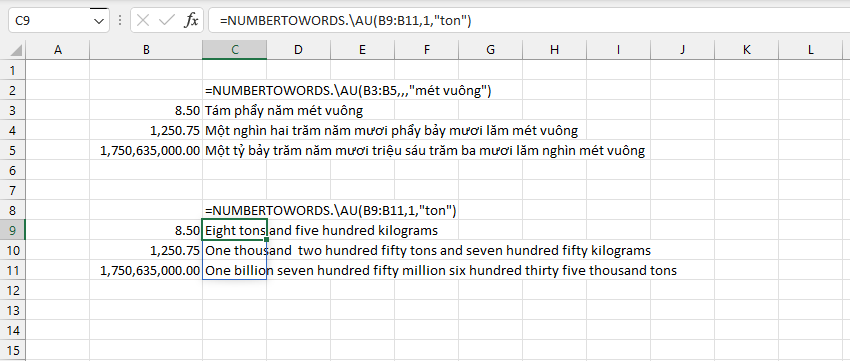 C9 fx =NUMBERTOWORDS.\AU(B9:B11,1,"ton")
A B C D E F G H I J K L
1
2 =NUMBERTOWORDS.\AU(B3:B5,,,"mét vuông")
3 8.50 Tám phẩy năm mét vuông
4 1,250.75 Một nghìn hai trăm năm mươi phẩy bảy mươi lăm mét vuông
5 1,750,635,000.00 Một tỷ bảy trăm năm mươi triệu sáu trăm ba mươi lăm nghìn mét vuông
6
7
8 =NUMBERTOWORDS.\AU(B9:B11,1,"ton")
9 8.50 Eight tons and five hundred kilograms
10 1,250.75 One thousand  two hundred fifty tons and seven hundred fifty kilograms
11 1,750,635,000.00 One billion seven hundred fifty million six hundred thirty five thousand tons
12
13
14
15